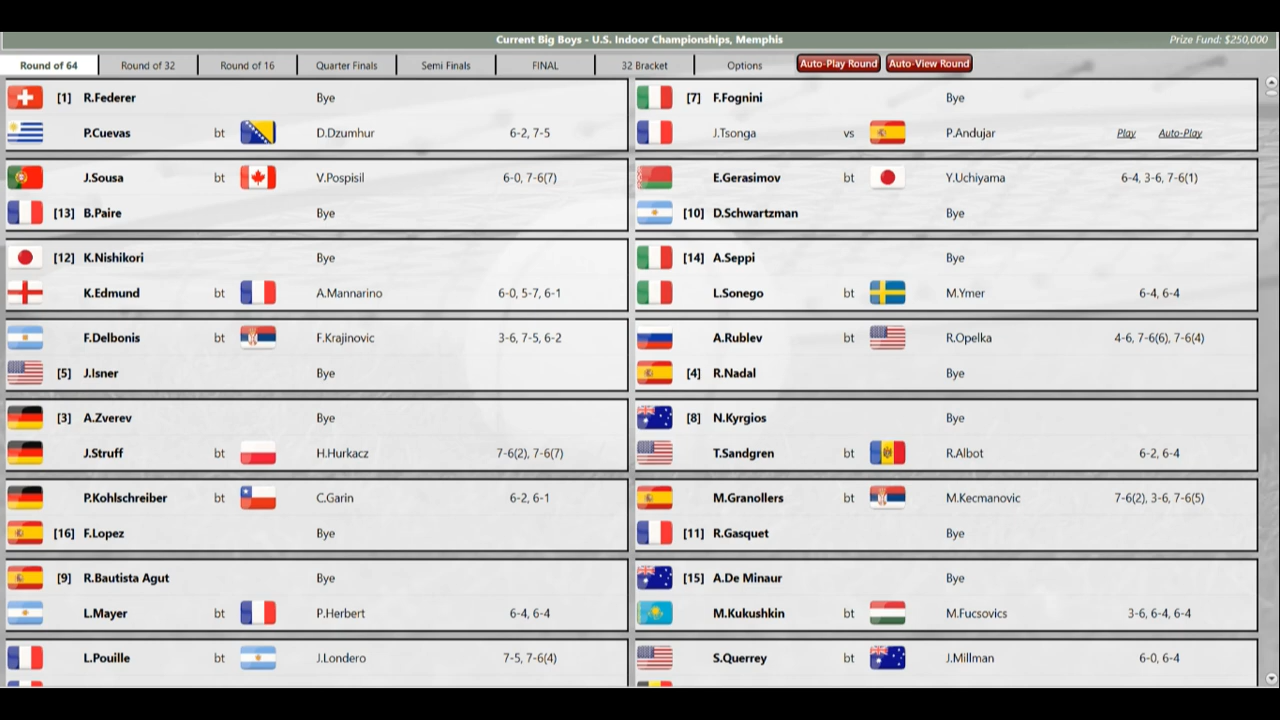 Current Big Boys - U.S. Indoor Championships, Memphis
Prize Fund: $250,000
Round of 64 Round of 32 Round of 16 Quarter Finals Semi Finals FINAL 32 Bracket Options Auto-Play Round Auto-View Round
[1] R.Federer Bye
P.Cuevas bt D.Dzumhur 6-2, 7-5
J.Sousa bt V.Pospisil 6-0, 7-6(7)
[13] B.Paire Bye
[12] K.Nishikori Bye
K.Edmund bt A.Mannarino 6-0, 5-7, 6-1
F.Delbonis bt F.Krajinovic 3-6, 7-5, 6-2
[5] J.Isner Bye
[3] A.Zverev Bye
J.Struff bt H.Hurkacz 7-6(2), 7-6(7)
P.Kohlschreiber bt C.Garin 6-2, 6-1
[16] F.Lopez Bye
[9] R.Bautista Agut Bye
L.Mayer bt P.Herbert 6-4, 6-4
L.Pouille bt J.Londero 7-5, 7-6(4)
[7] F.Fognini Bye
J.Tsonga vs P.Andujar Play Auto-Play
E.Gerasimov bt Y.Uchiyama 6-4, 3-6, 7-6(1)
[10] D.Schwartzman Bye
[14] A.Seppi Bye
L.Sonego bt M.Ymer 6-4, 6-4
A.Rublev bt R.Opelka 4-6, 7-6(6), 7-6(4)
[4] R.Nadal Bye
[8] N.Kyrgios Bye
T.Sandgren bt R.Albot 6-2, 6-4
M.Granollers bt M.Kecmanovic 7-6(2), 3-6, 7-6(5)
[11] R.Gasquet Bye
[15] A.De Minaur Bye
M.Kukushkin bt M.Fucsovics 3-6, 6-4, 6-4
S.Querrey bt J.Millman 6-0, 6-4